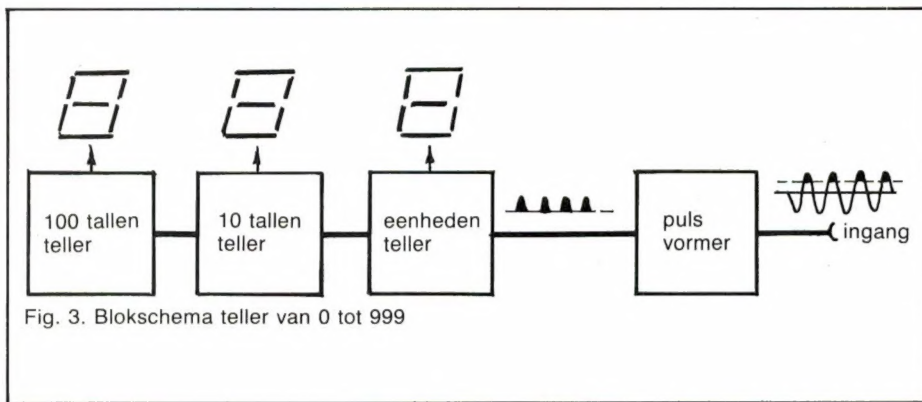 100 tallen
teller
10 tallen
teller
eenheden
teller
puls
vormer
ingang
Fig. 3. Blokschema teller van 0 tot 999